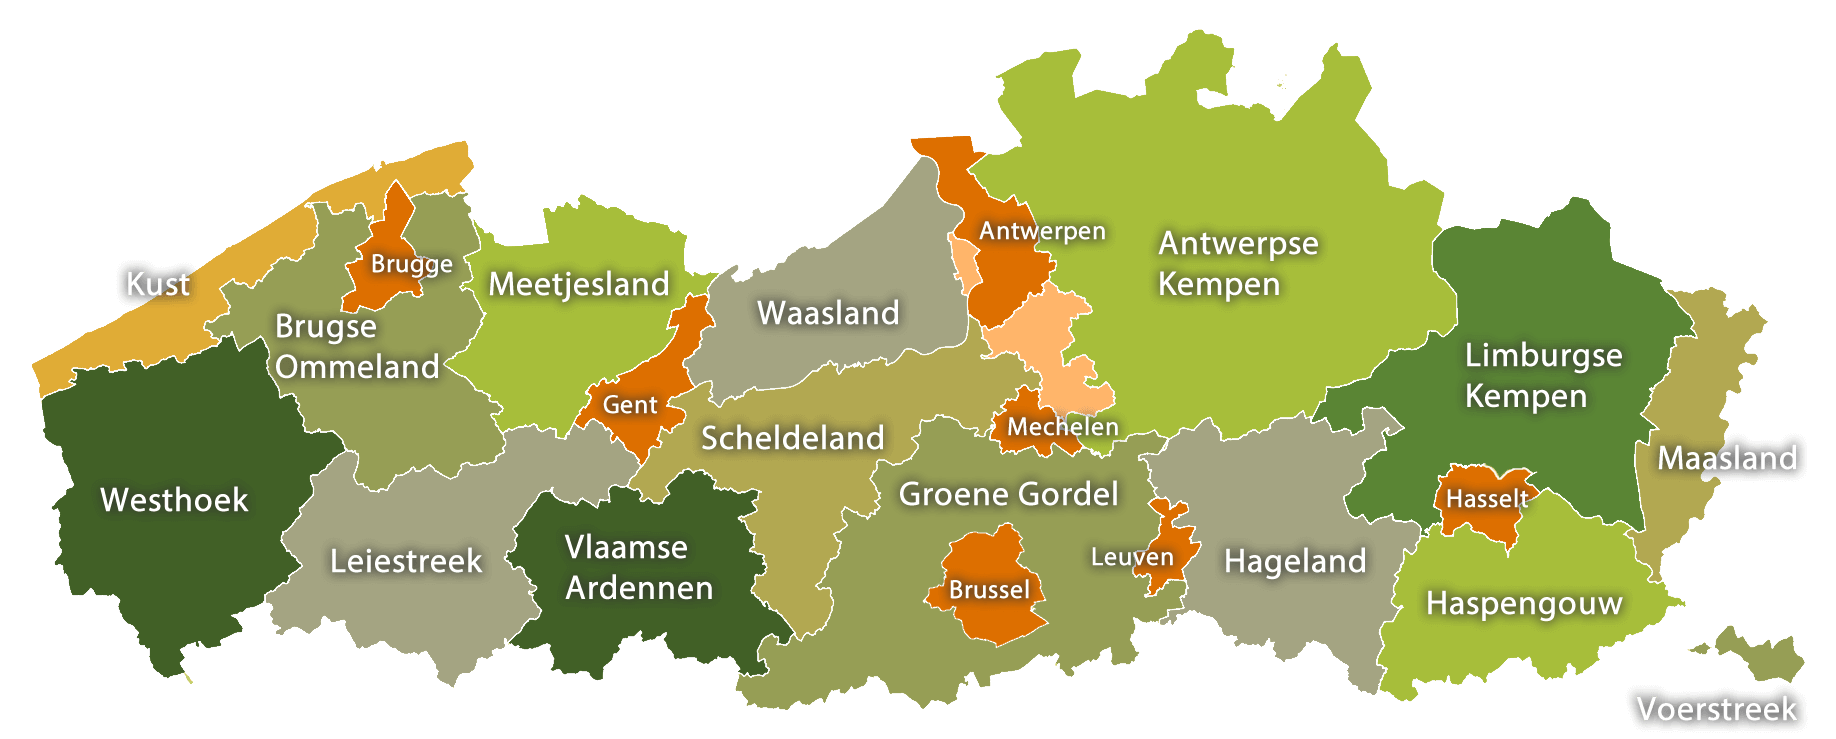 Kust
Brugge
Brugse
Ommeland
Meetjesland
Waasland
Antwerpen
Antwerpse
Kempen
Limburgse
Kempen
Maasland
Westhoek
Leiestreek
Gent
Scheldeland
Mechelen
Vlaamse
Ardennen
Groene Gordel
Brussel
Leuven
Hageland
Hasselt
Haspengouw
Voerstreek